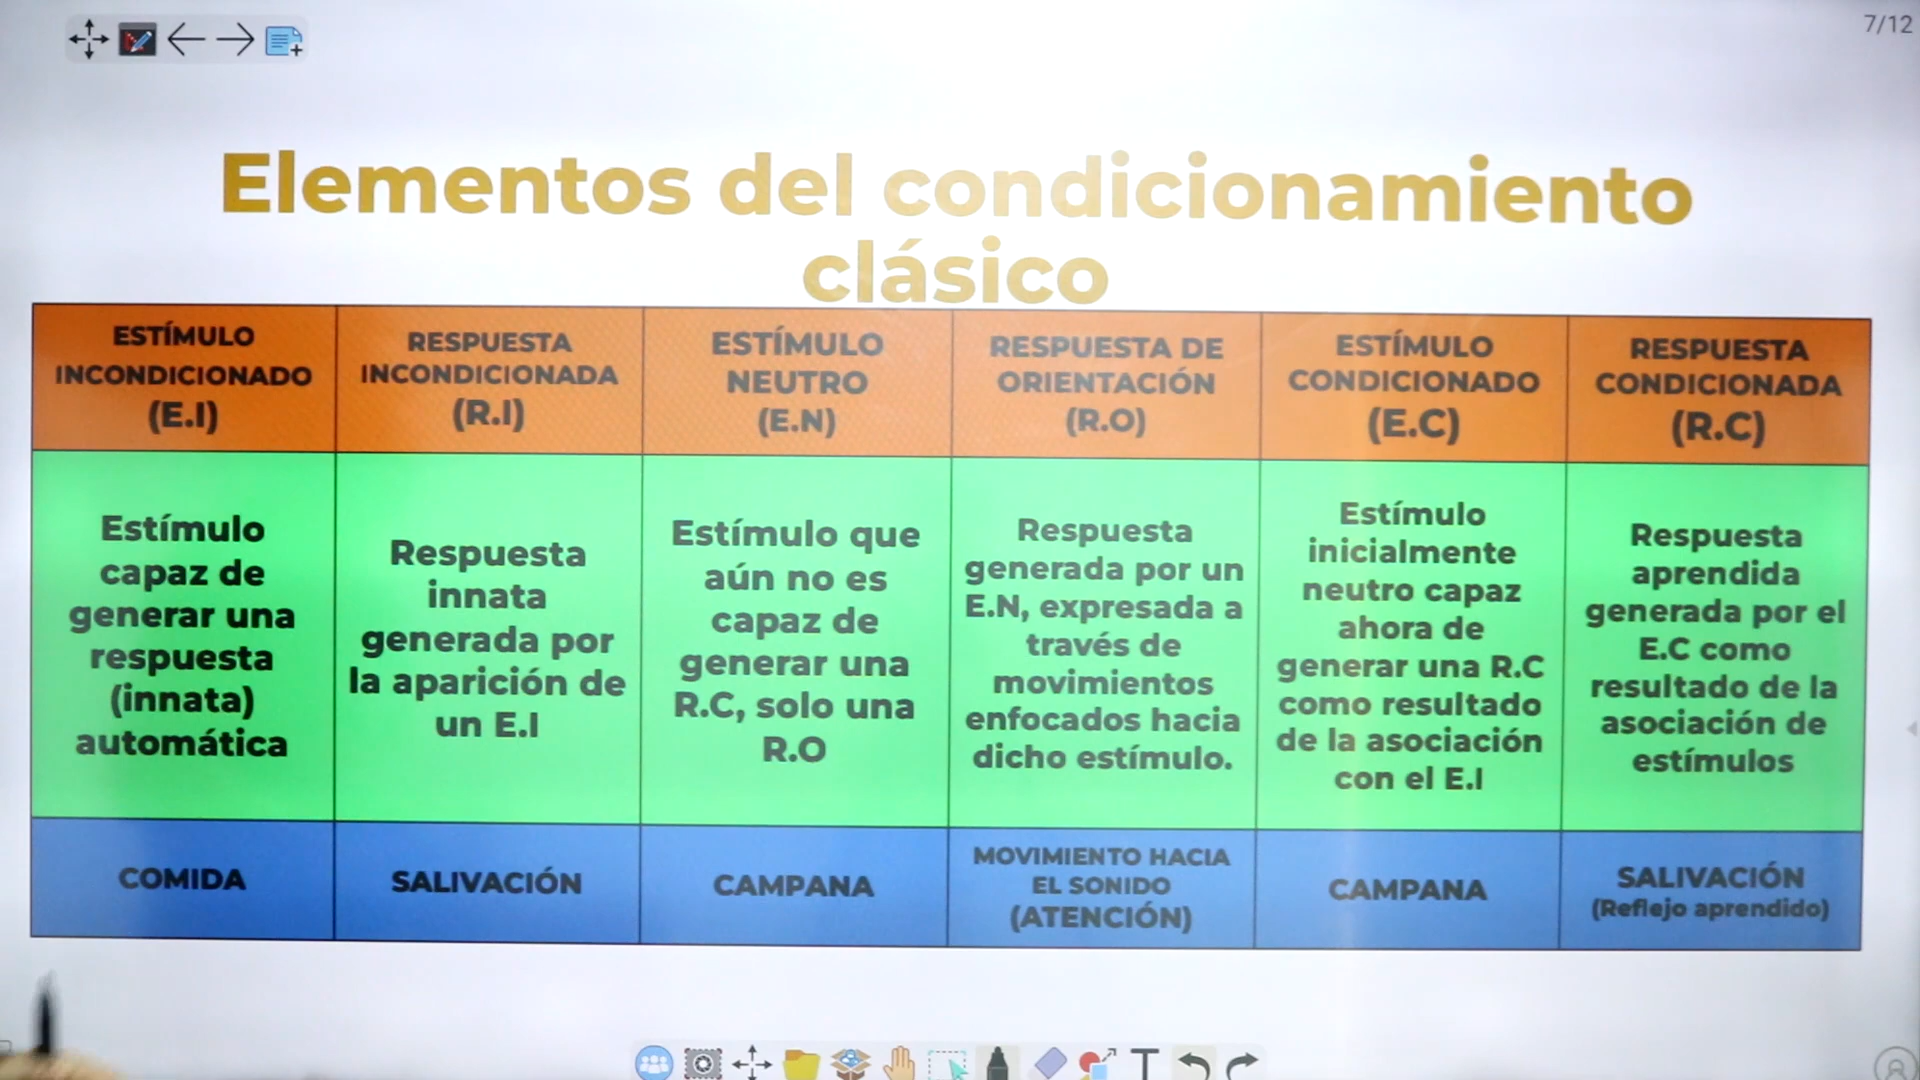 7/12
Elementos del condicionamiento
clásico
ESTÍMULO
INCONDICIONADO
(E.I)
RESPUESTA
INCONDICIONADA
(R.I)
ESTÍMULO
NEUTRO
(E.N)
RESPUESTA DE
ORIENTACIÓN
(R.O)
ESTÍMULO
CONDICIONADO
(E.C)
RESPUESTA
CONDICIONADA
(R.C)
Estímulo
capaz de
generar una
respuesta
(innata)
automática
Respuesta
innata
generada por
la aparición de
un E.I
Estímulo que
aún no es
capaz de
generar una
R.C, solo una
R.O
Respuesta
generada por un
E.N, expresada a
través de
movimientos
enfocados hacia
dicho estímulo.
Estímulo
inicialmente
neutro capaz
ahora de
generar una R.C
como resultado
de la asociación
con el E.I
Respuesta
aprendida
generada por el
E.C como
resultado de la
asociación de
estímulos
COMIDA
SALIVACIÓN
CAMPANA
MOVIMIENTO HACIA
EL SONIDO
(ATENCIÓN)
CAMPANA
SALIVACIÓN
(Reflejo aprendido)